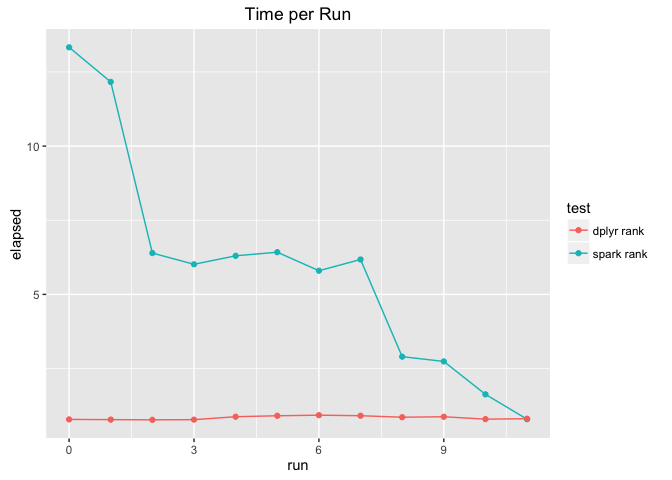 Time per Run
10
5
elapsed
0
3
6
9
run
test
dplyr rank
spark rank